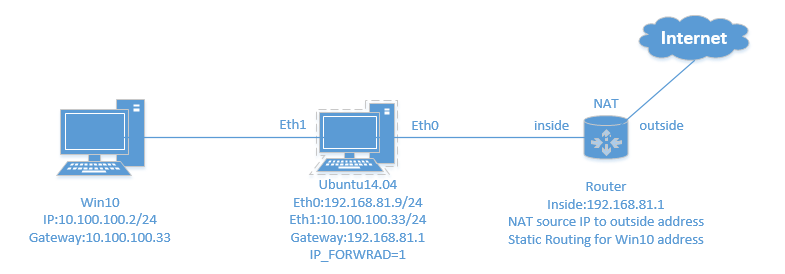 Internet
NAT
Eth1
Eth0
inside
outside
Win10
IP:10.100.100.2/24
Gateway:10.100.100.33
Ubuntu14.04
Eth0:192.168.81.9/24
Eth1:10.100.100.33/24
Gateway:192.168.81.1
IP_FORWRAD=1
Router
Inside:192.168.81.1
NAT source IP to outside address
Static Routing for Win10 address